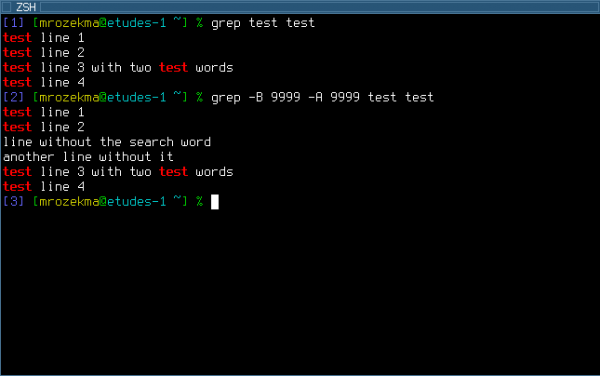 ZSH
[1] [mrozekma@etudes-1 ~] % grep test test
test line 1
test line 2
test line 3 with two test words
test line 4
[2] [mrozekma@etudes-1 ~] % grep -B 9999 -A 9999 test test
test line 1
test line 2
line without the search word
another line without it
test line 3 with two test words
test line 4
[3] [mrozekma@etudes-1 ~] %